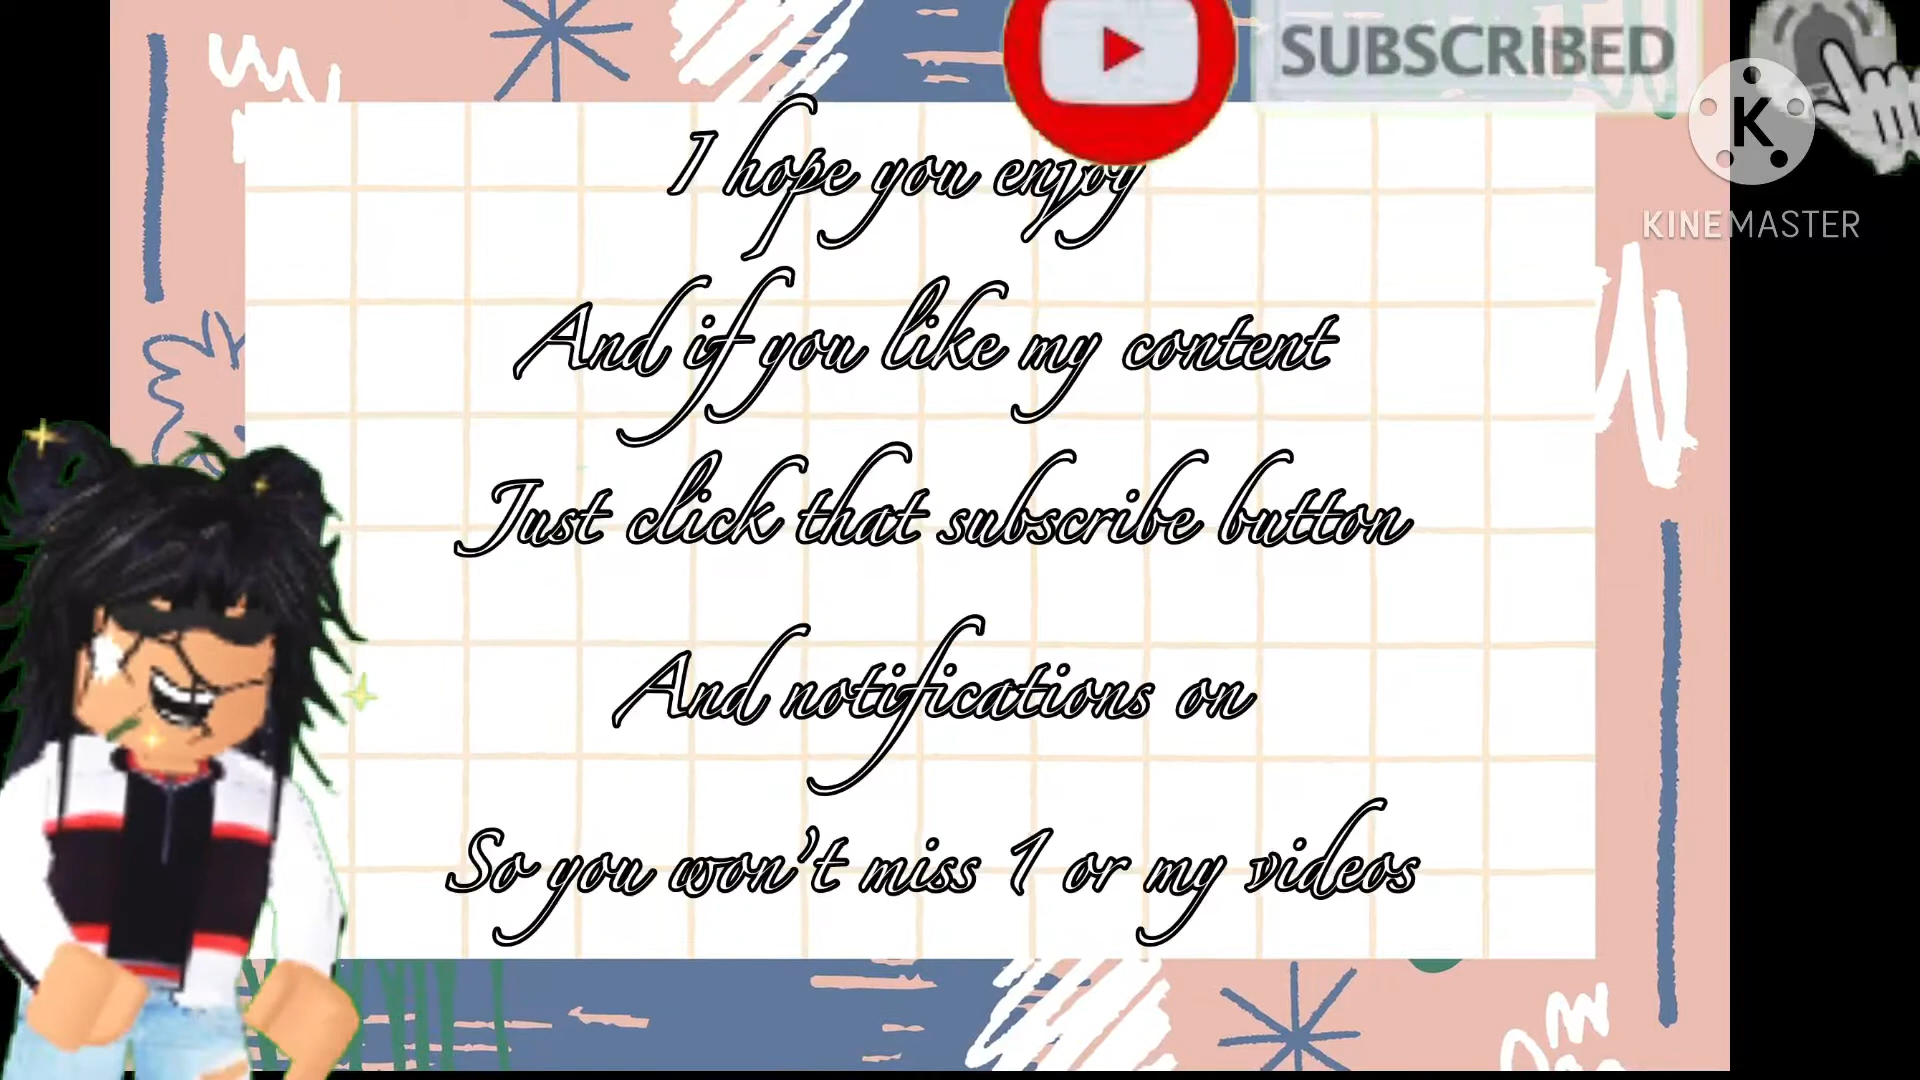 SUBSCRIBED
K
KINEMASTER
I hope you enjoy
And if you like my content
Just click that subscribe button
And notifications on
So you won't miss 1 or my videos